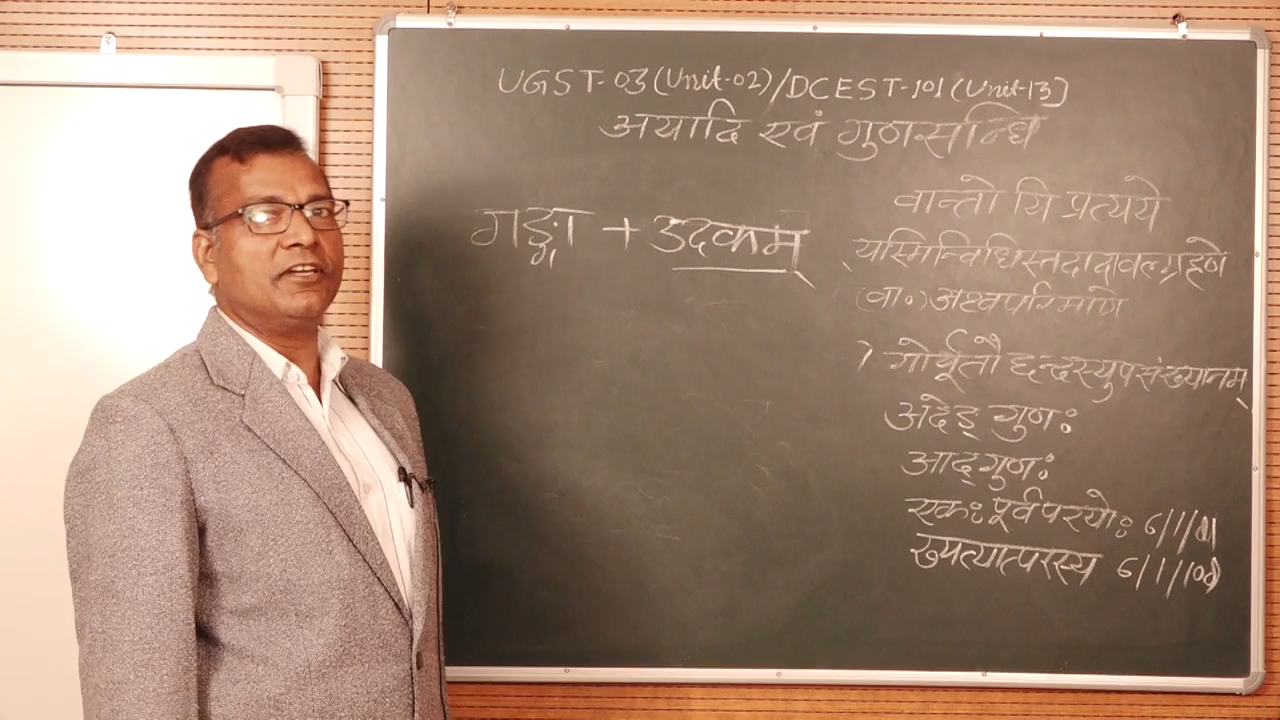 UGST-03 (Unit-02)/DCEST-101 (Unit-13)
अयादि एवं गुणसन्धि
गङ्गा + उदकम्
वान्तो यि प्रत्यये
यस्मिन्विधिस्तदादावल्ग्रहणे
(वा०) अध्वपरिमाणे
गोर्यूतौ छन्दस्युपसंख्यानम्
अदेङ् गुणः
आद्गुणः
एकः पूर्वपरयोः 6/1/81
ख्यत्यात्परस्य 6/1/108